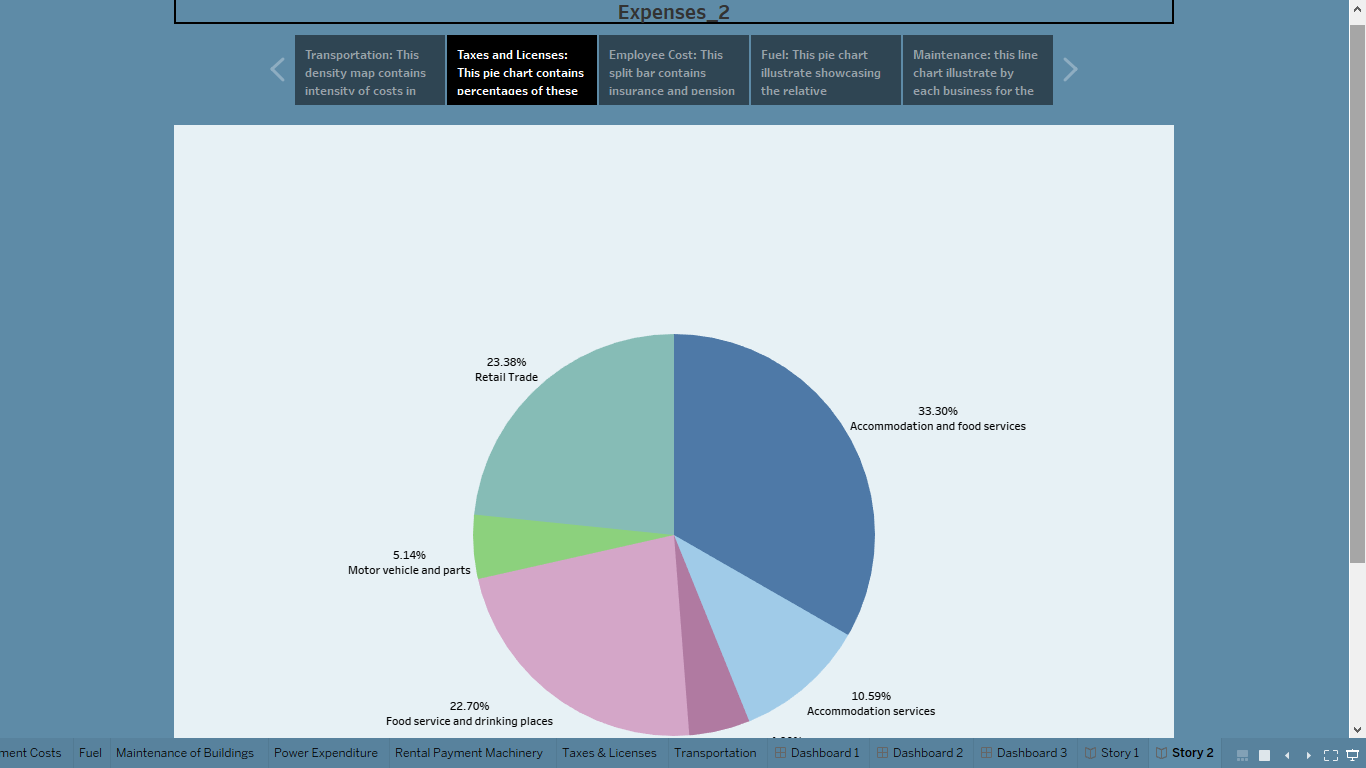 Expenses_2
Transportation: This
density map contains
intensity of costs in
Taxes and Licenses:
This pie chart contains
percentages of these
Employee Cost: This
split bar contains
insurance and pension
Fuel: This pie chart
illustrate showcasing
the relative
Maintenance: this line
chart illustrate by
each business for the
23.38%
Retail Trade
33.30%
Accommodation and food services
5.14%
Motor vehicle and parts
10.59%
Accommodation services
22.70%
Food service and drinking places
ment Costs
Fuel
Maintenance of Buildings
Power Expenditure
Rental Payment Machinery
Taxes & Licenses
Transportation
Dashboard 1
Dashboard 2
Dashboard 3
Story 1
Story 2